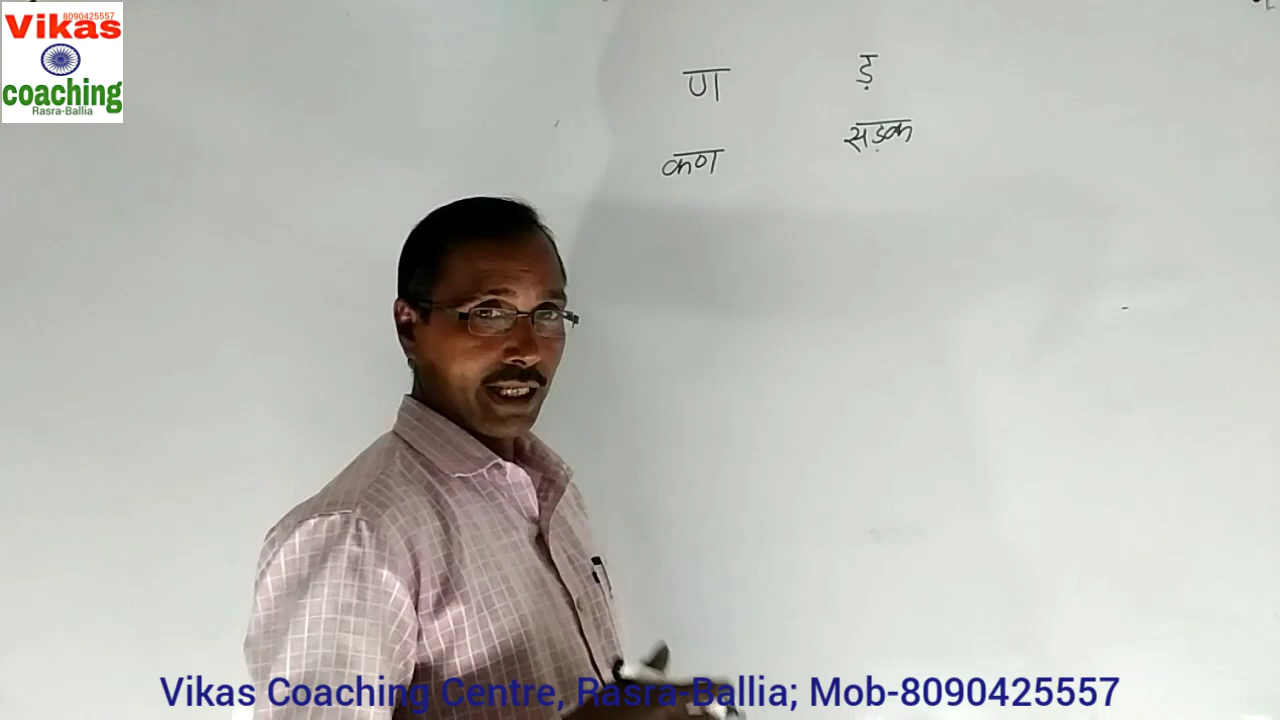 8090425557
Vikas
coaching
Rasra-Ballia
ण ड़
कण सड़क
Vikas Coaching Centre, Rasra-Ballia; Mob-8090425557